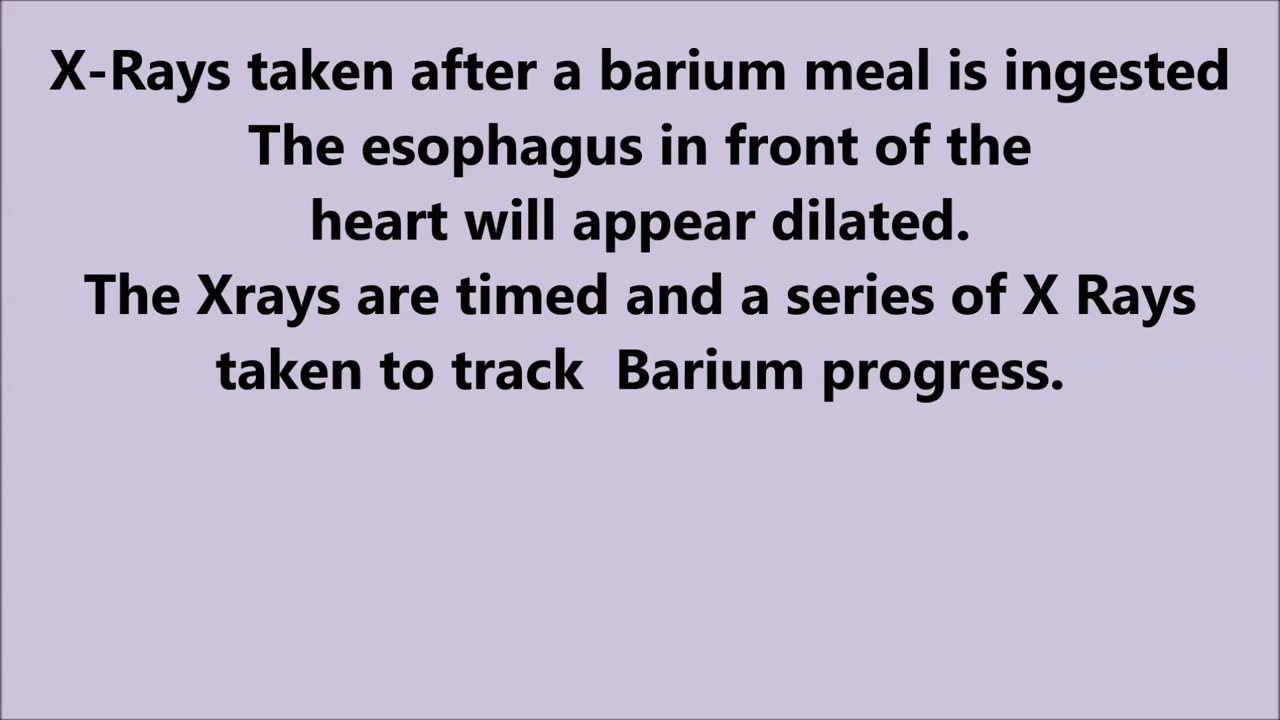 X-Rays taken after a barium meal is ingested
The esophagus in front of the
heart will appear dilated.
The Xrays are timed and a series of X Rays
taken to track  Barium progress.